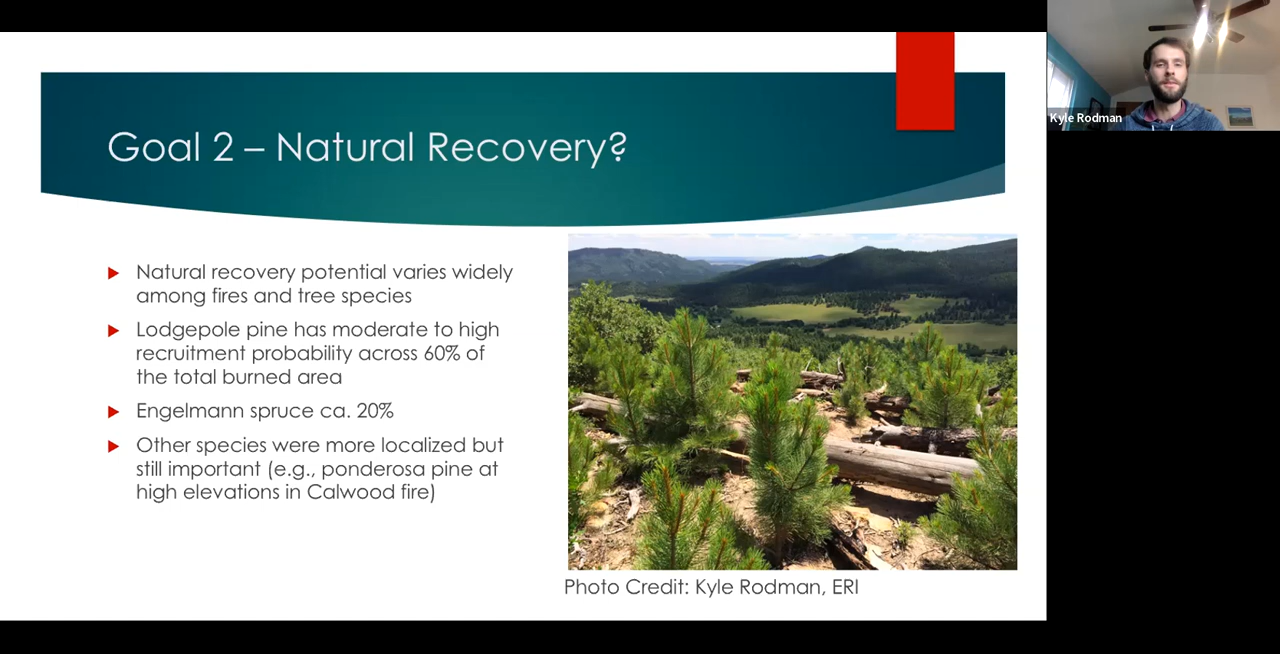 Goal 2 – Natural Recovery?
Natural recovery potential varies widely
among fires and tree species
Lodgepole pine has moderate to high
recruitment probability across 60% of
the total burned area
Engelmann spruce ca. 20%
Other species were more localized but
still important (e.g., ponderosa pine at
high elevations in Calwood fire)
Photo Credit: Kyle Rodman, ERI
Kyle Rodman